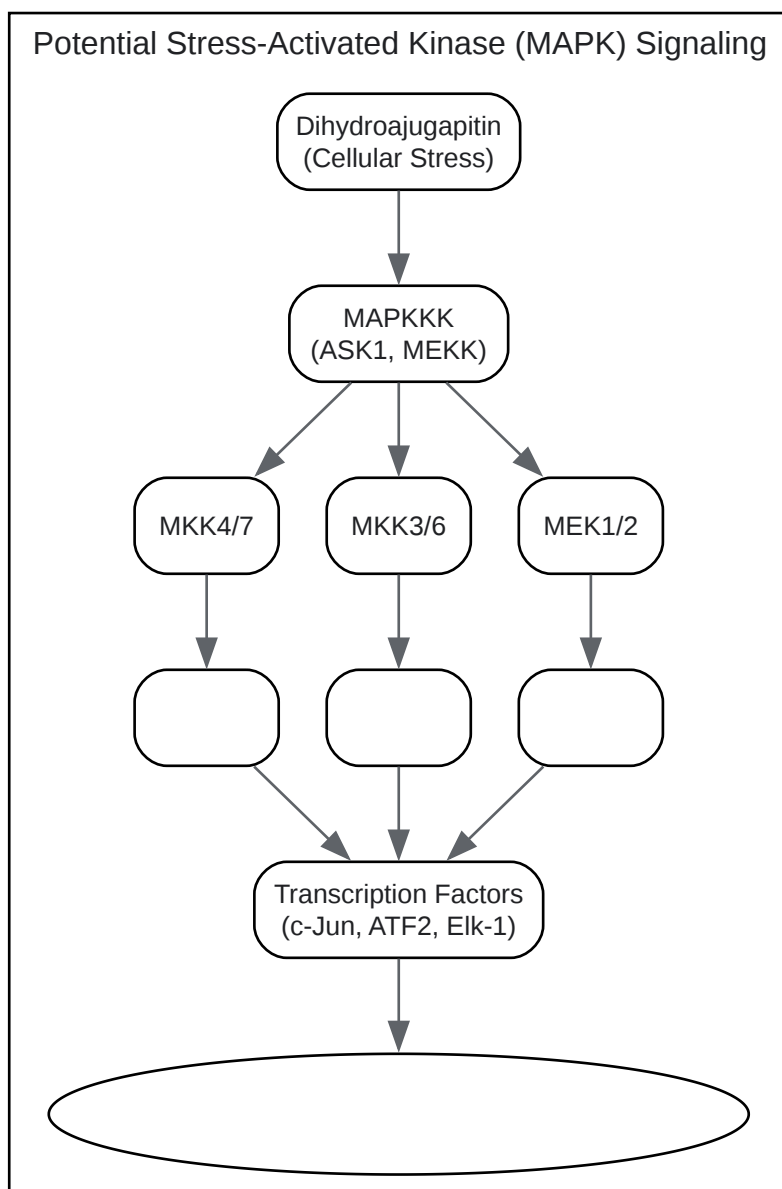 Potential Stress-Activated Kinase (MAPK) Signaling
Dihydroajugapitin
(Cellular Stress)
MAPKKK
(ASK1, MEKK)
MKK4/7
MKK3/6
MEK1/2
Transcription Factors
(c-Jun, ATF2, Elk-1)